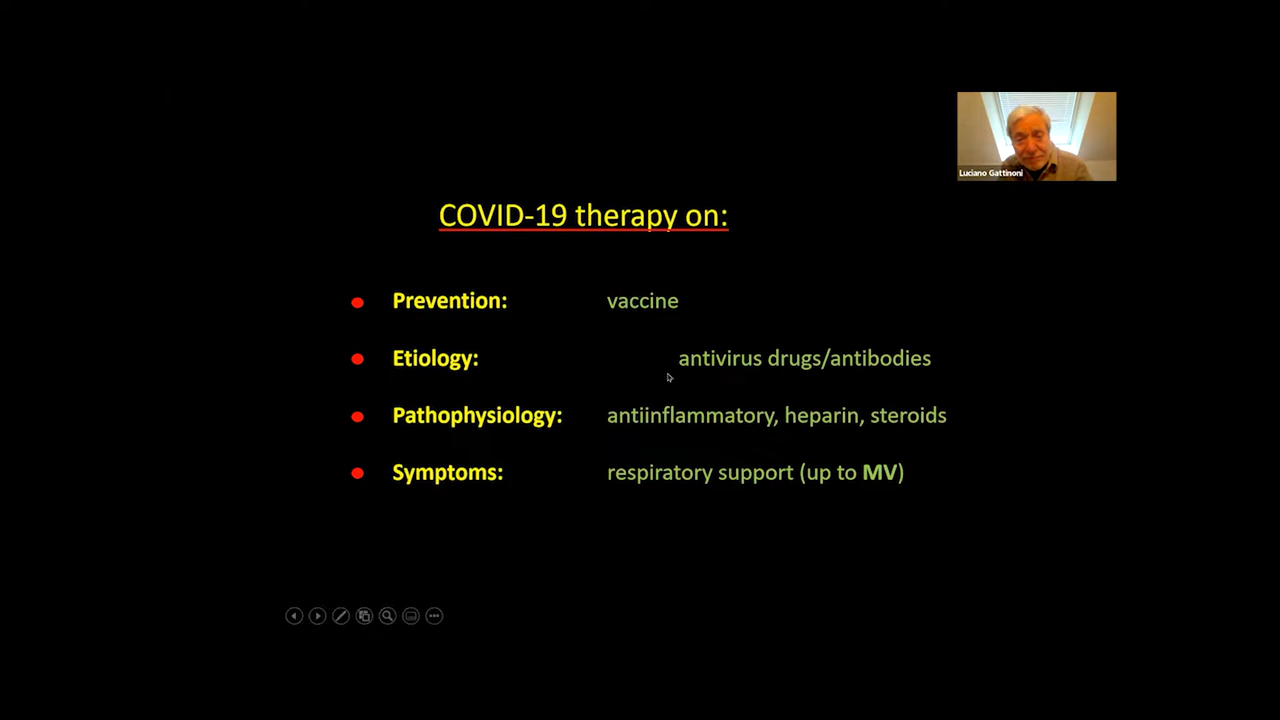 Luciano Gattinoni
COVID-19 therapy on:
Prevention: vaccine
Etiology: antivirus drugs/antibodies
Pathophysiology: antiinflammatory, heparin, steroids
Symptoms: respiratory support (up to MV)